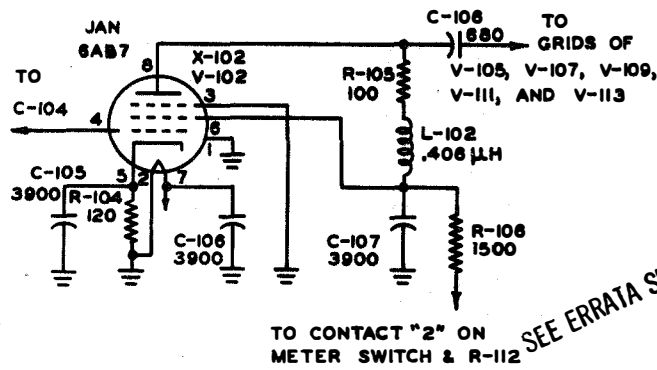 JAN
6AB7
X-102
V-102
C-106
680
TO
GRIDS OF
V-105, V-107, V-109,
V-111, AND V-113
R-105
100
L-102
.406 μH
TO
C-104
8
3
4
6
1
5
2
7
C-105
3900
R-104
120
C-106
3900
C-107
3900
R-106
1500
TO CONTACT "2" ON
METER SWITCH & R-112
SEE ERRATA